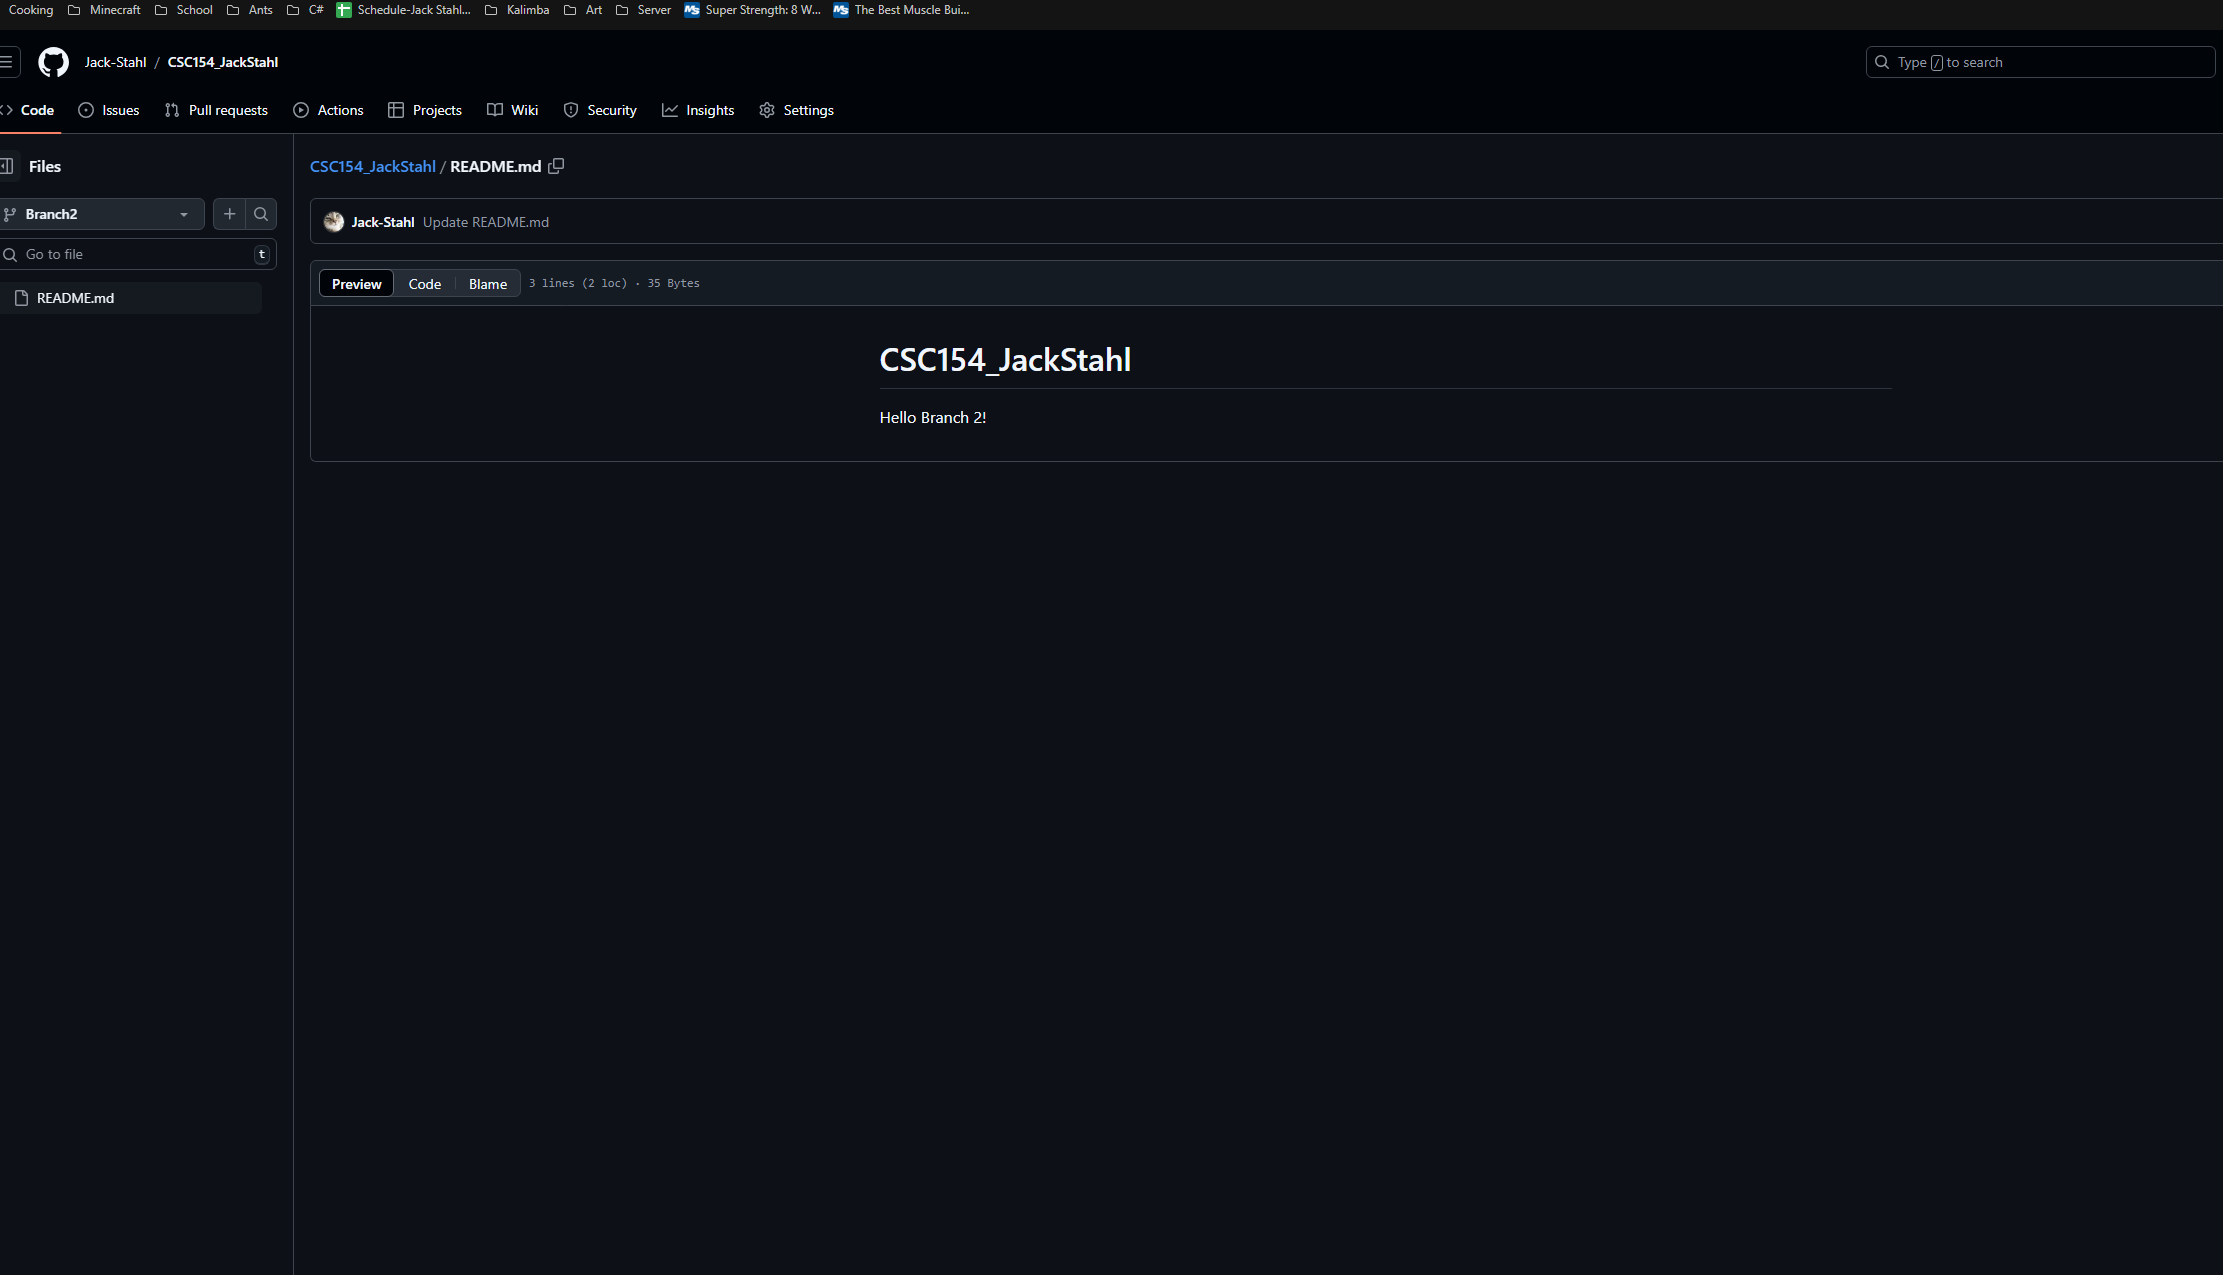 Cooking Minecraft School Ants C# Schedule-Jack Stahl... Kalimba Art Server Super Strength: 8 W... The Best Muscle Bui...
Jack-Stahl / CSC154_JackStahl Type / to search
Code Issues Pull requests Actions Projects Wiki Security Insights Settings
Files CSC154_JackStahl / README.md
Branch2
Jack-Stahl Update README.md
Go to file t
Preview Code Blame 3 lines (2 loc) · 35 Bytes
README.md
CSC154_JackStahl
Hello Branch 2!